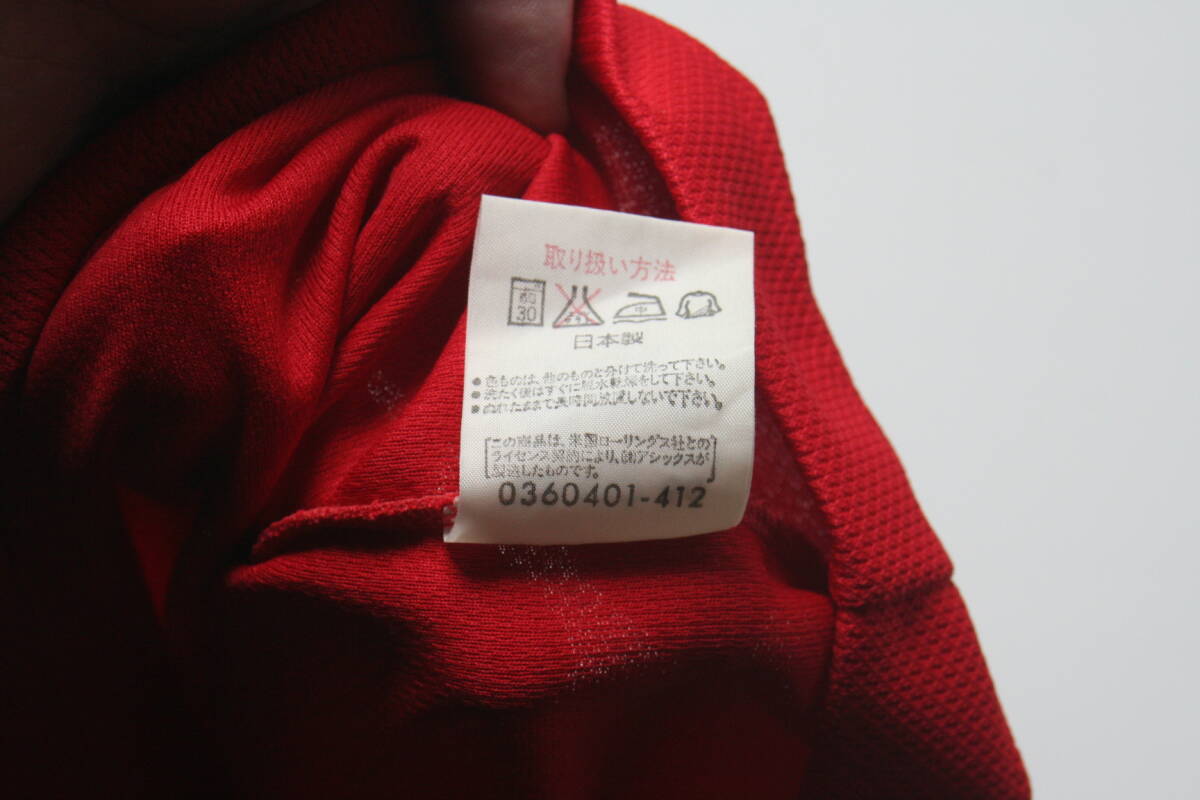 取り扱い方法
30
中
日本製
●色ものは、他のものと分けて洗って下さい。
●洗たく後はすぐに脱水乾燥をして下さい。
●ぬれたままで長時間放置しないで下さい。
この商品は、米国ローリングス社との
ライセンス契約により、㈱アシックスが
製造したものです。
0360401-412